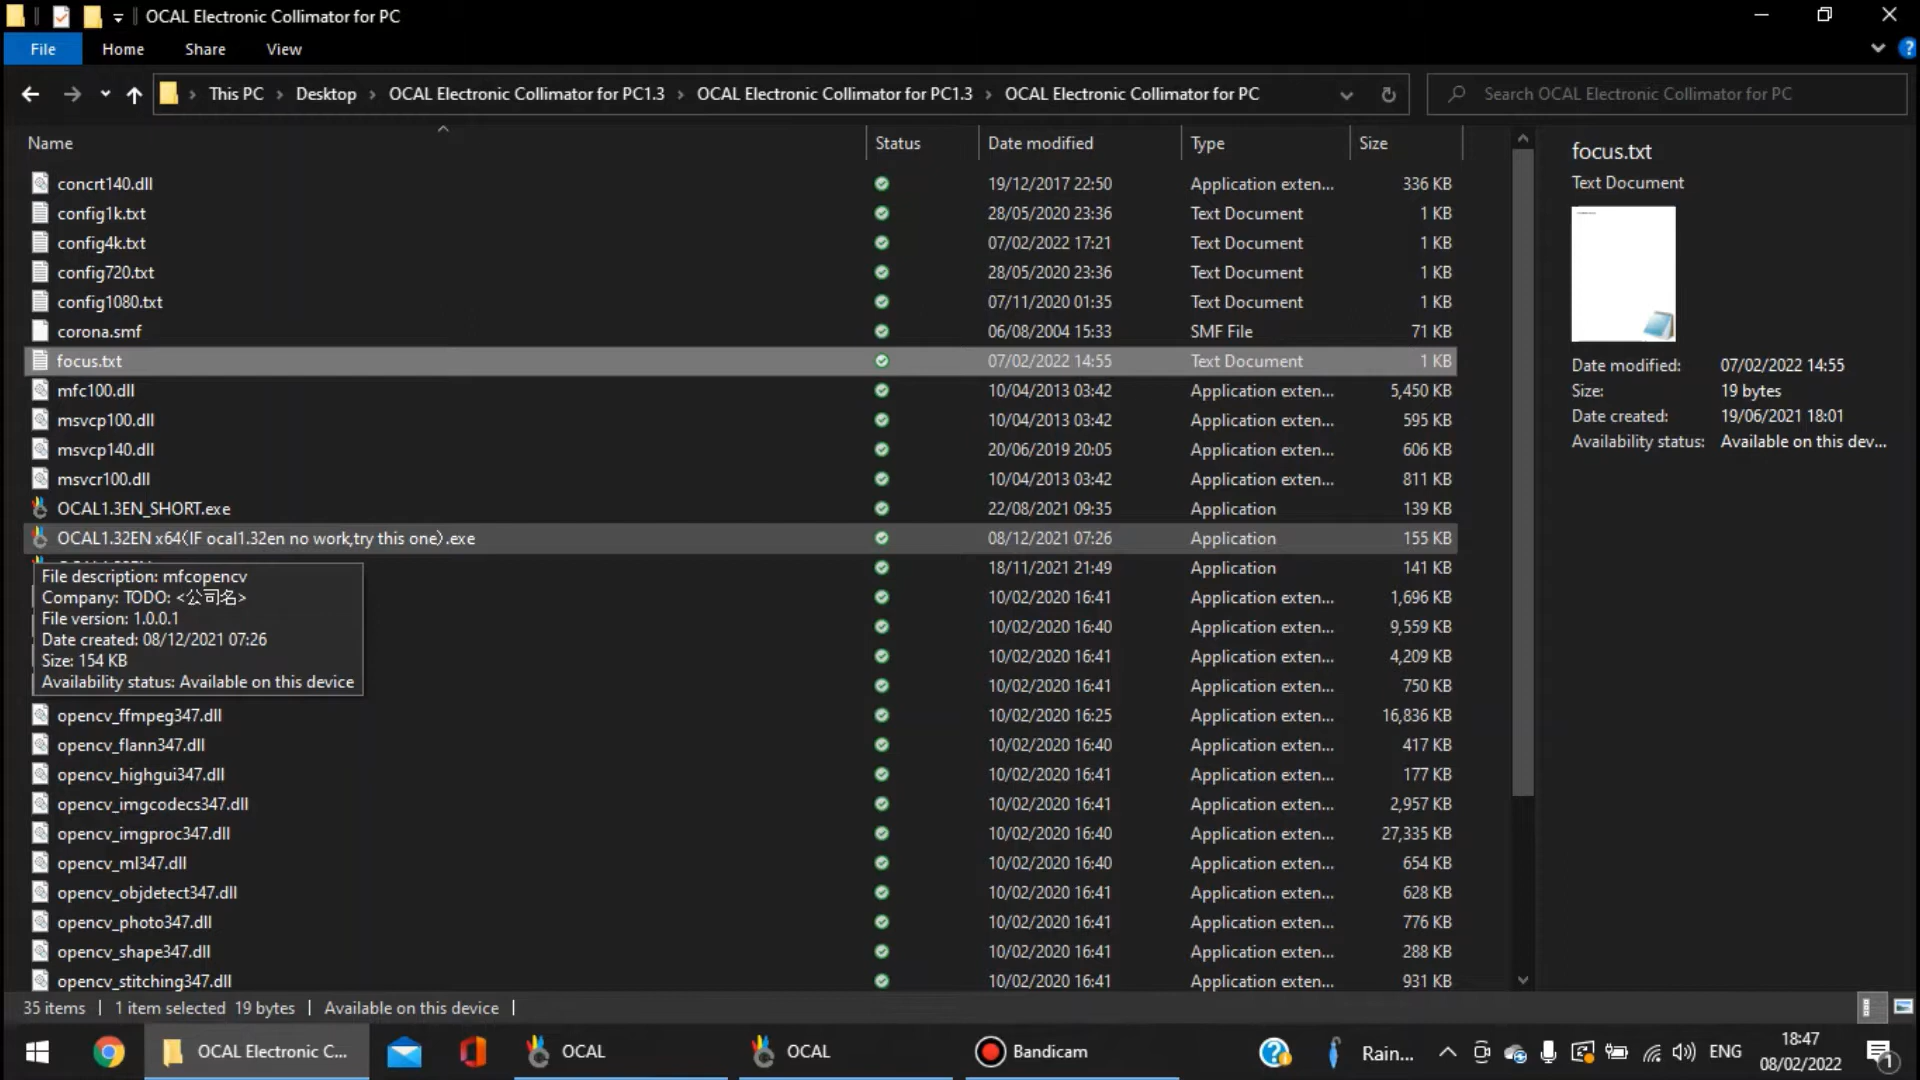 OCAL Electronic Collimator for PC
File Home Share View
This PC Desktop OCAL Electronic Collimator for PC1.3 OCAL Electronic Collimator for PC1.3 OCAL Electronic Collimator for PC Search OCAL Electronic Collimator for PC
Name Status Date modified Type Size
concrt140.dll 19/12/2017 22:50 Application exten... 336 KB
config1k.txt 28/05/2020 23:36 Text Document 1 KB
config4k.txt 07/02/2022 17:21 Text Document 1 KB
config720.txt 28/05/2020 23:36 Text Document 1 KB
config1080.txt 07/11/2020 01:35 Text Document 1 KB
corona.smf 06/08/2004 15:33 SMF File 71 KB
focus.txt 07/02/2022 14:55 Text Document 1 KB
mfc100.dll 10/04/2013 03:42 Application exten... 5,450 KB
msvcp100.dll 10/04/2013 03:42 Application exten... 595 KB
msvcp140.dll 20/06/2019 20:05 Application exten... 606 KB
msvcr100.dll 10/04/2013 03:42 Application exten... 811 KB
OCAL1.3EN_SHORT.exe 22/08/2021 09:35 Application 139 KB
OCAL1.32EN x64(IF ocal1.32en no work,try this one).exe 08/12/2021 07:26 Application 155 KB
18/11/2021 21:49 Application 141 KB
10/02/2020 16:41 Application exten... 1,696 KB
10/02/2020 16:40 Application exten... 9,559 KB
10/02/2020 16:41 Application exten... 4,209 KB
10/02/2020 16:41 Application exten... 750 KB
File description: mfcopencv
Company: TODO: <公司名>
File version: 1.0.0.1
Date created: 08/12/2021 07:26
Size: 154 KB
Availability status: Available on this device
opencv_ffmpeg347.dll 10/02/2020 16:25 Application exten... 16,836 KB
opencv_flann347.dll 10/02/2020 16:40 Application exten... 417 KB
opencv_highgui347.dll 10/02/2020 16:41 Application exten... 177 KB
opencv_imgcodecs347.dll 10/02/2020 16:41 Application exten... 2,957 KB
opencv_imgproc347.dll 10/02/2020 16:40 Application exten... 27,335 KB
opencv_ml347.dll 10/02/2020 16:40 Application exten... 654 KB
opencv_objdetect347.dll 10/02/2020 16:41 Application exten... 628 KB
opencv_photo347.dll 10/02/2020 16:41 Application exten... 776 KB
opencv_shape347.dll 10/02/2020 16:41 Application exten... 288 KB
opencv_stitching347.dll 10/02/2020 16:41 Application exten... 931 KB
focus.txt
Text Document
Date modified: 07/02/2022 14:55
Size: 19 bytes
Date created: 19/06/2021 18:01
Availability status: Available on this dev...
35 items 1 item selected 19 bytes Available on this device
OCAL Electronic C... OCAL OCAL Bandicam Rain... ENG 18:47
08/02/2022
1